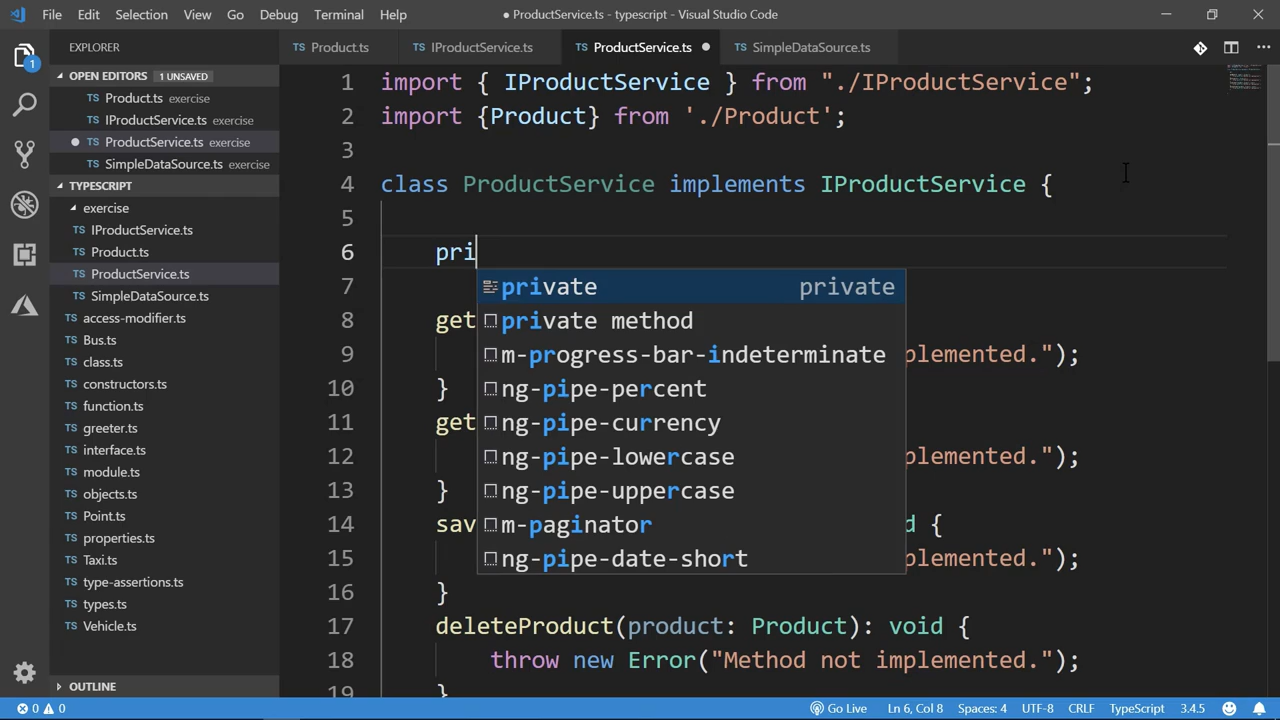 File Edit Selection View Go Debug Terminal Help
● ProductService.ts - typescript - Visual Studio Code
EXPLORER
OPEN EDITORS 1 UNSAVED
TS Product.ts exercise
TS IProductService.ts exercise
● TS ProductService.ts exercise
TS SimpleDataSource.ts exercise
TYPESCRIPT
exercise
TS IProductService.ts
TS Product.ts
TS ProductService.ts
TS SimpleDataSource.ts
TS access-modifier.ts
TS Bus.ts
TS class.ts
TS constructors.ts
TS function.ts
TS greeter.ts
TS interface.ts
TS module.ts
TS objects.ts
TS Point.ts
TS properties.ts
TS Taxi.ts
TS type-assertions.ts
TS types.ts
TS Vehicle.ts
OUTLINE
1
TS Product.ts TS IProductService.ts TS ProductService.ts ● TS SimpleDataSource.ts
1 import { IProductService } from "./IProductService";
2 import {Product} from './Product';
3
4 class ProductService implements IProductService {
5
6 pri
7
private private
private method
m-progress-bar-indeterminate
ng-pipe-percent
ng-pipe-currency
ng-pipe-lowercase
ng-pipe-uppercase
m-paginator
ng-pipe-date-short
8 get
9 plemented.");
10 }
11 get
12 plemented.");
13 }
14 sav d {
15 plemented.");
16 }
17 deleteProduct(product: Product): void {
18 throw new Error("Method not implemented.");
19 }
0 0
Go Live Ln 6, Col 8 Spaces: 4 UTF-8 CRLF TypeScript 3.4.5